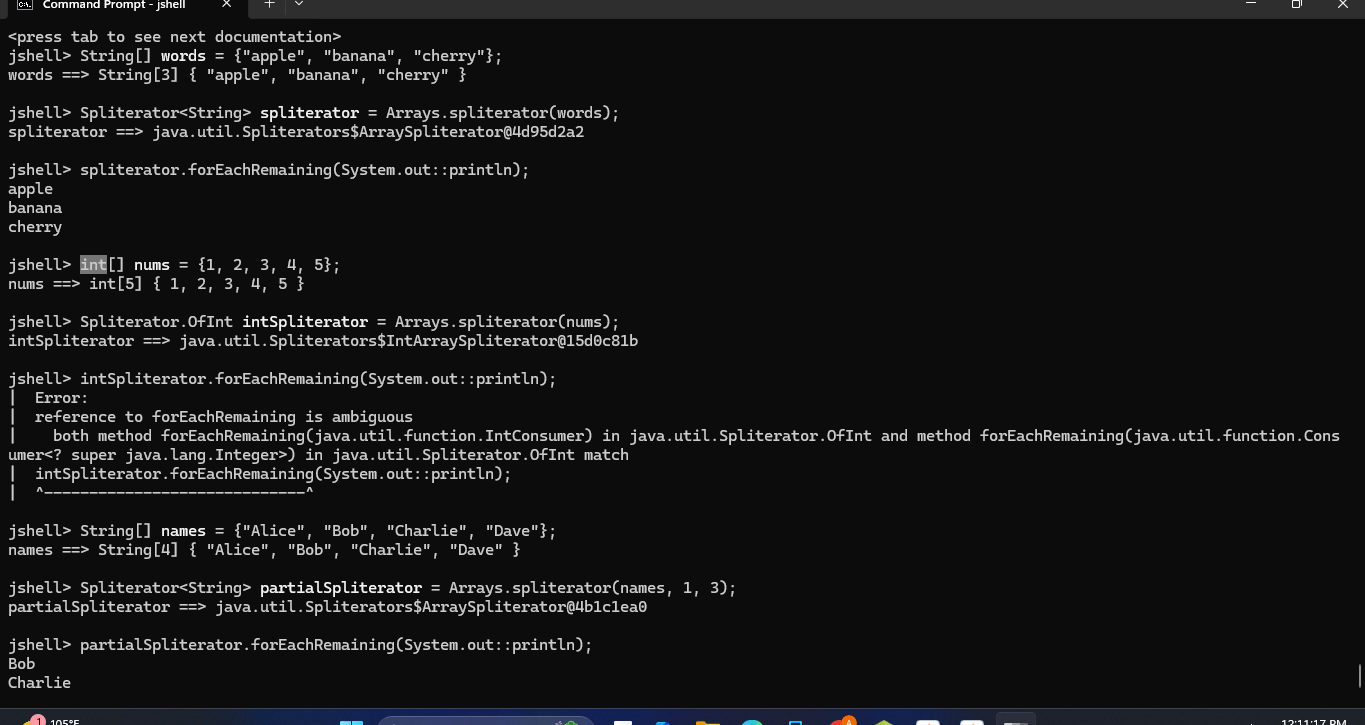 Command Prompt - jshell
<press tab to see next documentation>
jshell> String[] words = {"apple", "banana", "cherry"};
words ==> String[3] { "apple", "banana", "cherry" }
jshell> Spliterator<String> spliterator = Arrays.spliterator(words);
spliterator ==> java.util.Spliterators$ArraySpliterator@4d95d2a2
jshell> spliterator.forEachRemaining(System.out::println);
apple
banana
cherry
jshell> int[] nums = {1, 2, 3, 4, 5};
nums ==> int[5] { 1, 2, 3, 4, 5 }
jshell> Spliterator.OfInt intSpliterator = Arrays.spliterator(nums);
intSpliterator ==> java.util.Spliterators$IntArraySpliterator@15d0c81b
jshell> intSpliterator.forEachRemaining(System.out::println);
|  Error:
|  reference to forEachRemaining is ambiguous
|    both method forEachRemaining(java.util.function.IntConsumer) in java.util.Spliterator.OfInt and method forEachRemaining(java.util.function.Cons
umer<? super java.lang.Integer>) in java.util.Spliterator.OfInt match
|  intSpliterator.forEachRemaining(System.out::println);
|  ^-----------------------------^
jshell> String[] names = {"Alice", "Bob", "Charlie", "Dave"};
names ==> String[4] { "Alice", "Bob", "Charlie", "Dave" }
jshell> Spliterator<String> partialSpliterator = Arrays.spliterator(names, 1, 3);
partialSpliterator ==> java.util.Spliterators$ArraySpliterator@4b1c1ea0
jshell> partialSpliterator.forEachRemaining(System.out::println);
Bob
Charlie
1
105°F
12:11:17 PM